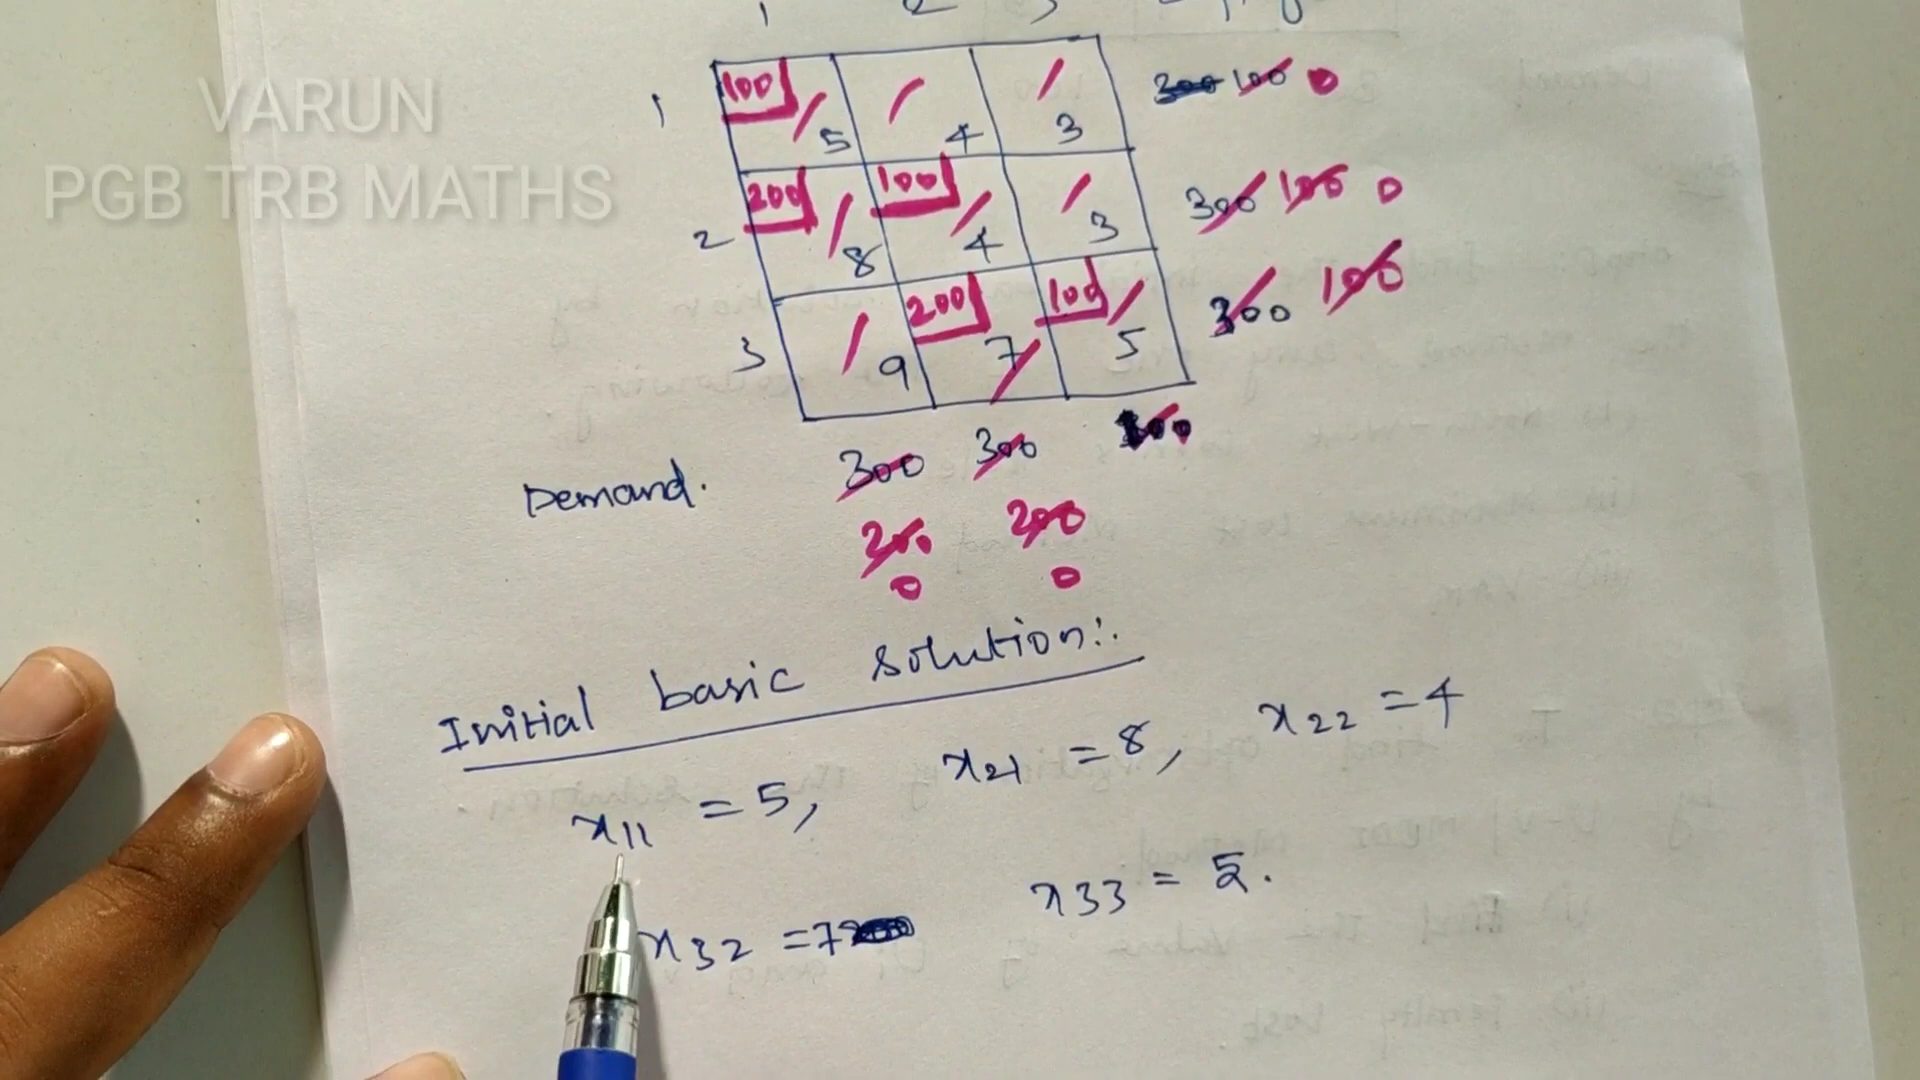 VARUN
PGB TRB MATHS
1 100 5 4 3 300 100 0
2 200 8 100 4 3 300 100 0
3 9 200 7 100 5 300 100
Demand. 300 300 100
200 200
0 0
Initial basic solution:
x11 = 5, x21 = 8, x22 = 4
x32 = 7 x33 = 5.